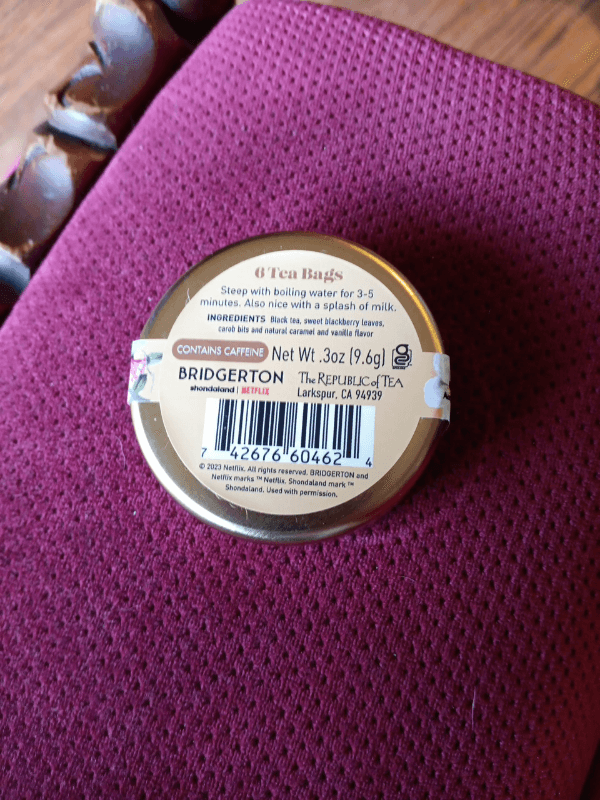 6 Tea Bags
Steep with boiling water for 3-5
minutes. Also nice with a splash of milk.
INGREDIENTS Black tea, sweet blackberry leaves,
carob bits and natural caramel and vanilla flavor
CONTAINS CAFFEINE Net Wt .3oz (9.6g)
BRIDGERTON The REPUBLIC of TEA
shondaland | NETFLIX Larkspur, CA 94939
7 42676 60462 4
© 2023 Netflix. All rights reserved. BRIDGERTON and
Netflix marks ™ Netflix. Shondaland mark ™
Shondaland. Used with permission.